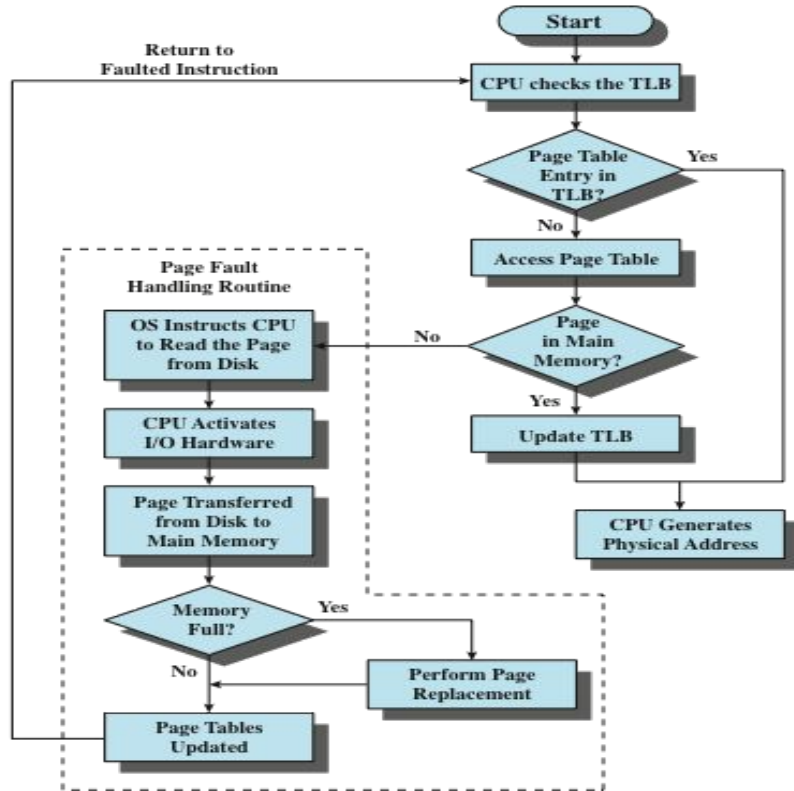 Start
Return to
Faulted Instruction
CPU checks the TLB
Page Table
Entry in
TLB?
Yes
No
Access Page Table
Page Fault
Handling Routine
OS Instructs CPU
to Read the Page
from Disk
No
Page
in Main
Memory?
Yes
CPU Activates
I/O Hardware
Update TLB
Page Transferred
from Disk to
Main Memory
CPU Generates
Physical Address
Memory
Full?
Yes
No
Perform Page
Replacement
Page Tables
Updated